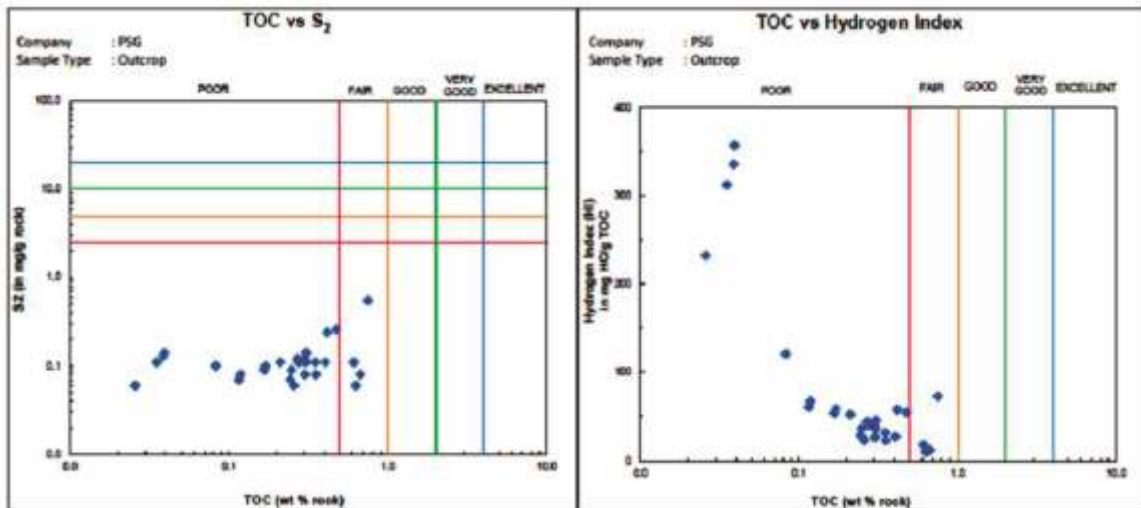 TOC vs S2
Company : PSG
Sample Type : Outcrop
POOR FAIR GOOD VERY GOOD EXCELLENT
100.0
10.0
1.0
0.1
0.0
S2 (in mg/g rock)
0.0 0.1 1.0 10.0
TOC (wt % rock)
TOC vs Hydrogen Index
Company : PSG
Sample Type : Outcrop
POOR FAIR GOOD VERY GOOD EXCELLENT
400
300
200
100
0
Hydrogen Index (HI)
in mg HC/g TOC
0.0 0.1 1.0 10.0
TOC (wt % rock)